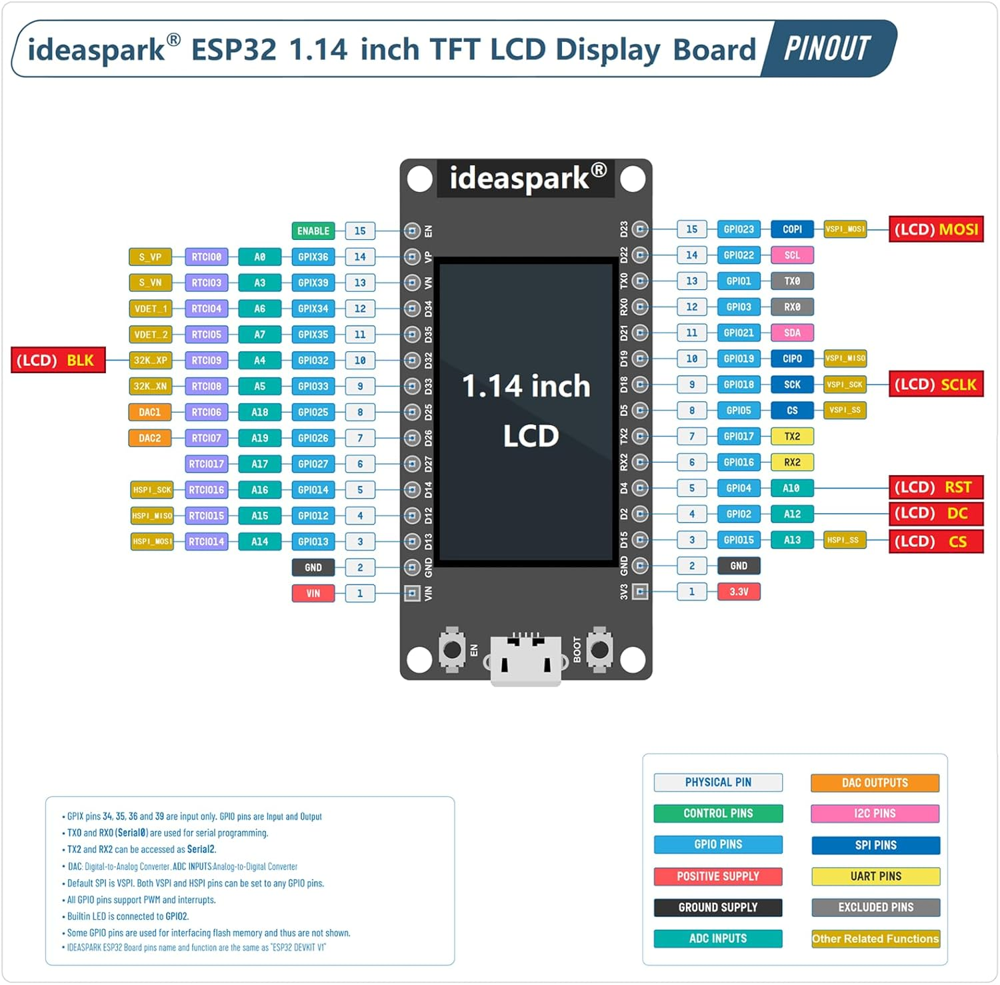 ideaspark® ESP32 1.14 inch TFT LCD Display Board PINOUT
ideaspark®
ENABLE 15 EN
S_VP RTCIO0 A0 GPIX36 14 VP
S_VN RTCIO3 A3 GPIX39 13 VN
VDET_1 RTCIO4 A6 GPIX34 12 D34
VDET_2 RTCIO5 A7 GPIX35 11 D35
(LCD) BLK 32K_XP RTCIO9 A4 GPIO32 10 D32
32K_XN RTCIO8 A5 GPIO33 9 D33
DAC1 RTCIO6 A18 GPIO25 8 D25
DAC2 RTCIO7 A19 GPIO26 7 D26
RTCIO17 A17 GPIO27 6 D27
HSPI_SCK RTCIO16 A16 GPIO14 5 D14
HSPI_MISO RTCIO15 A15 GPIO12 4 D12
HSPI_MOSI RTCIO14 A14 GPIO13 3 D13
GND 2 GND
VIN 1 VIN
1.14 inch
LCD
D23 15 GPIO23 COPI VSPI_MOSI (LCD) MOSI
D22 14 GPIO22 SCL
TX0 13 GPIO1 TX0
RX0 12 GPIO3 RX0
D21 11 GPIO21 SDA
D19 10 GPIO19 CIPO VSPI_MISO
D18 9 GPIO18 SCK VSPI_SCK (LCD) SCLK
D5 8 GPIO5 CS VSPI_SS
TX2 7 GPIO17 TX2
RX2 6 GPIO16 RX2
D4 5 GPIO4 A10 (LCD) RST
D2 4 GPIO2 A12 (LCD) DC
D15 3 GPIO15 A13 HSPI_SS (LCD) CS
GND 2 GND
3V3 1 3.3V
EN
BOOT
• GPIX pins 34, 35, 36 and 39 are input only. GPIO pins are Input and Output
• TX0 and RX0 (Serial0) are used for serial programming.
• TX2 and RX2 can be accessed as Serial2.
• DAC: Digital-to-Analog Converter, ADC INPUTS:Analog-to-Digital Converter
• Default SPI is VSPI. Both VSPI and HSPI pins can be set to any GPIO pins.
• All GPIO pins support PWM and interrupts.
• Builtin LED is connected to GPIO2.
• Some GPIO pins are used for interfacing flash memory and thus are not shown.
• IDEASPARK ESP32 Board pins name and function are the same as "ESP32 DEVKIT V1"
PHYSICAL PIN
CONTROL PINS
GPIO PINS
POSITIVE SUPPLY
GROUND SUPPLY
ADC INPUTS
DAC OUTPUTS
I2C PINS
SPI PINS
UART PINS
EXCLUDED PINS
Other Related Functions